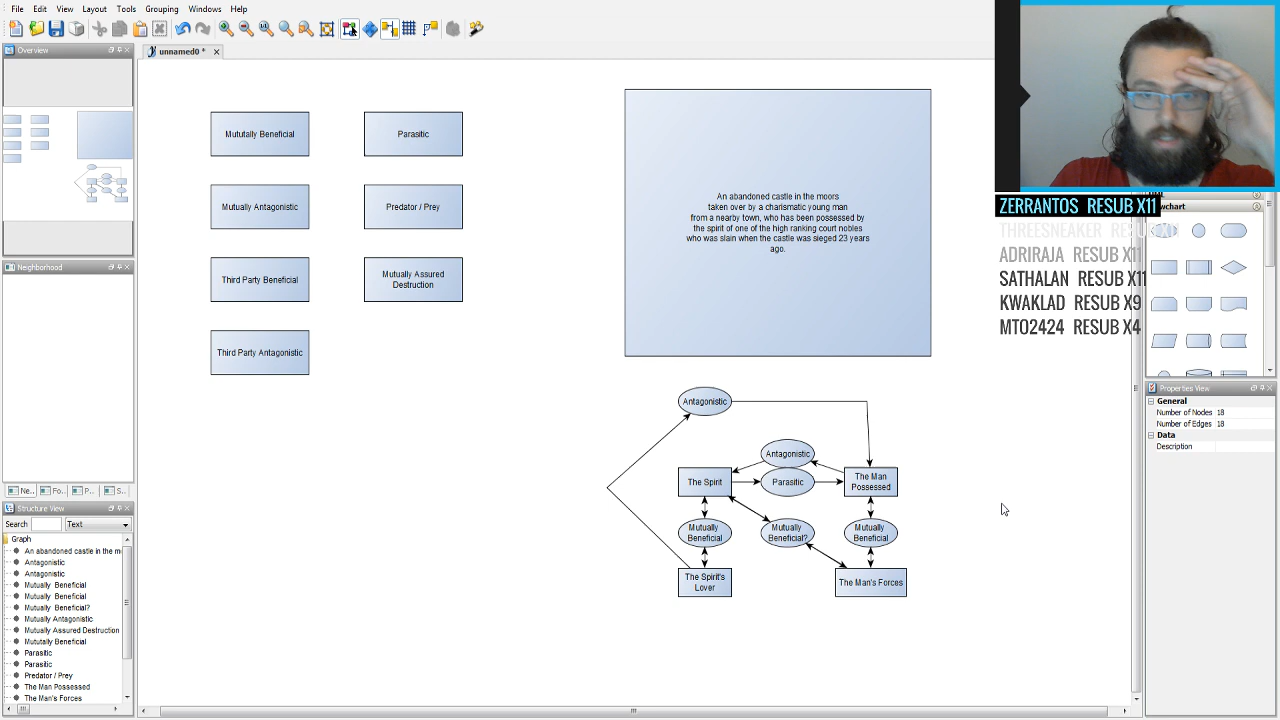 File Edit View Layout Tools Grouping Windows Help
Overview
unnamed0 *
Neighborhood
Ne... Fo... P... S...
Structure View
Search Text
Graph
An abandoned castle in the m
Antagonistic
Antagonistic
Mutually Beneficial
Mutually Beneficial
Mutually Beneficial?
Mutually Antagonistic
Mutually Assured Destruction
Mututally Beneficial
Parasitic
Parasitic
Predator / Prey
The Man Possessed
The Man's Forces
Mututally Beneficial
Parasitic
Mutually Antagonistic
Predator / Prey
Third Party Beneficial
Mutually Assured
Destruction
Third Party Antagonistic
An abandoned castle in the moors
taken over by a charismatic young man
from a nearby town, who has been possessed by
the spirit of one of the high ranking court nobles
who was slain when the castle was sieged 23 years
ago.
Antagonistic
Antagonistic
The Spirit
Parasitic
The Man
Possessed
Mutually
Beneficial
Mutually
Beneficial?
Mutually
Beneficial
The Spirit's
Lover
The Man's Forces
ZERRANTOS RESUB X11
THREESNEAKER RESUB
ADRIRAJA RESUB X11
SATHALAN RESUB X11
KWAKLAD RESUB X9
MTO2424 RESUB X4
wchart
Properties View
General
Number of Nodes 18
Number of Edges 18
Data
Description